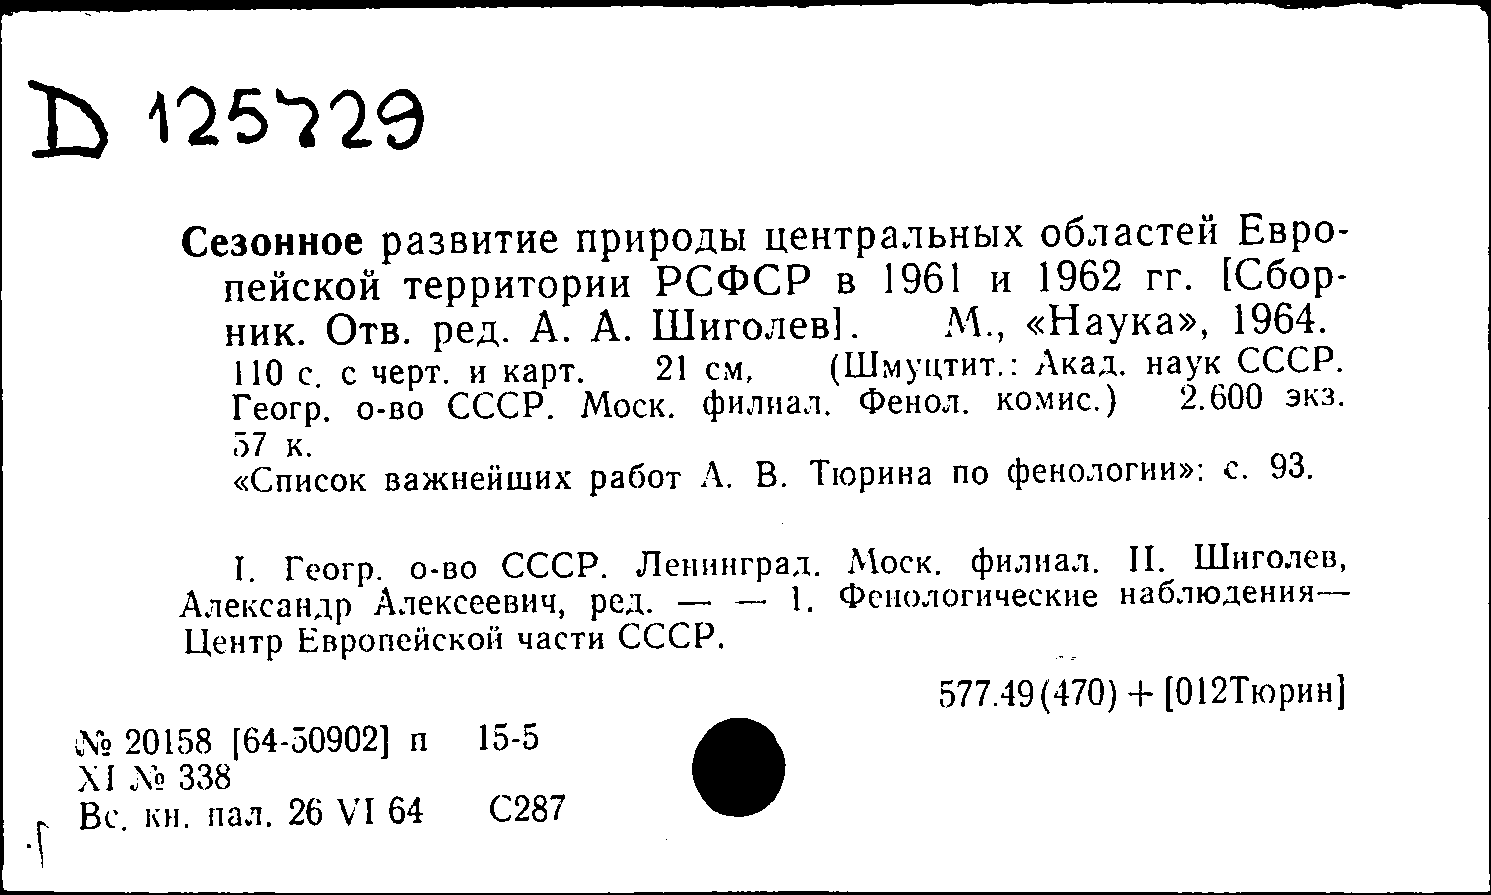 D 125729
Сезонное развитие природы центральных областей Евро-
пейской территории РСФСР в 1961 и 1962 гг. [Сбор-
ник. Отв. ред. А. А. Шиголев]. М., «Наука», 1964.
110 с. с черт. и карт. 21 см. (Шмуцтит.: Акад. наук СССР.
Геогр. о-во СССР. Моск. филиал. Фенол. комис.) 2.600 экз.
57 к.
«Список важнейших работ А. В. Тюрина по фенологии»: с. 93.
I. Геогр. о-во СССР. Ленинград. Моск. филиал. II. Шиголев,
Александр Алексеевич, ред. — — 1. Фенологические наблюдения—
Центр Европейской части СССР.
577.49(470) + [012Тюрин]
№ 20158 [64-50902] п 15-5
XI № 338
Вс. кн. пал. 26 VI 64 С287